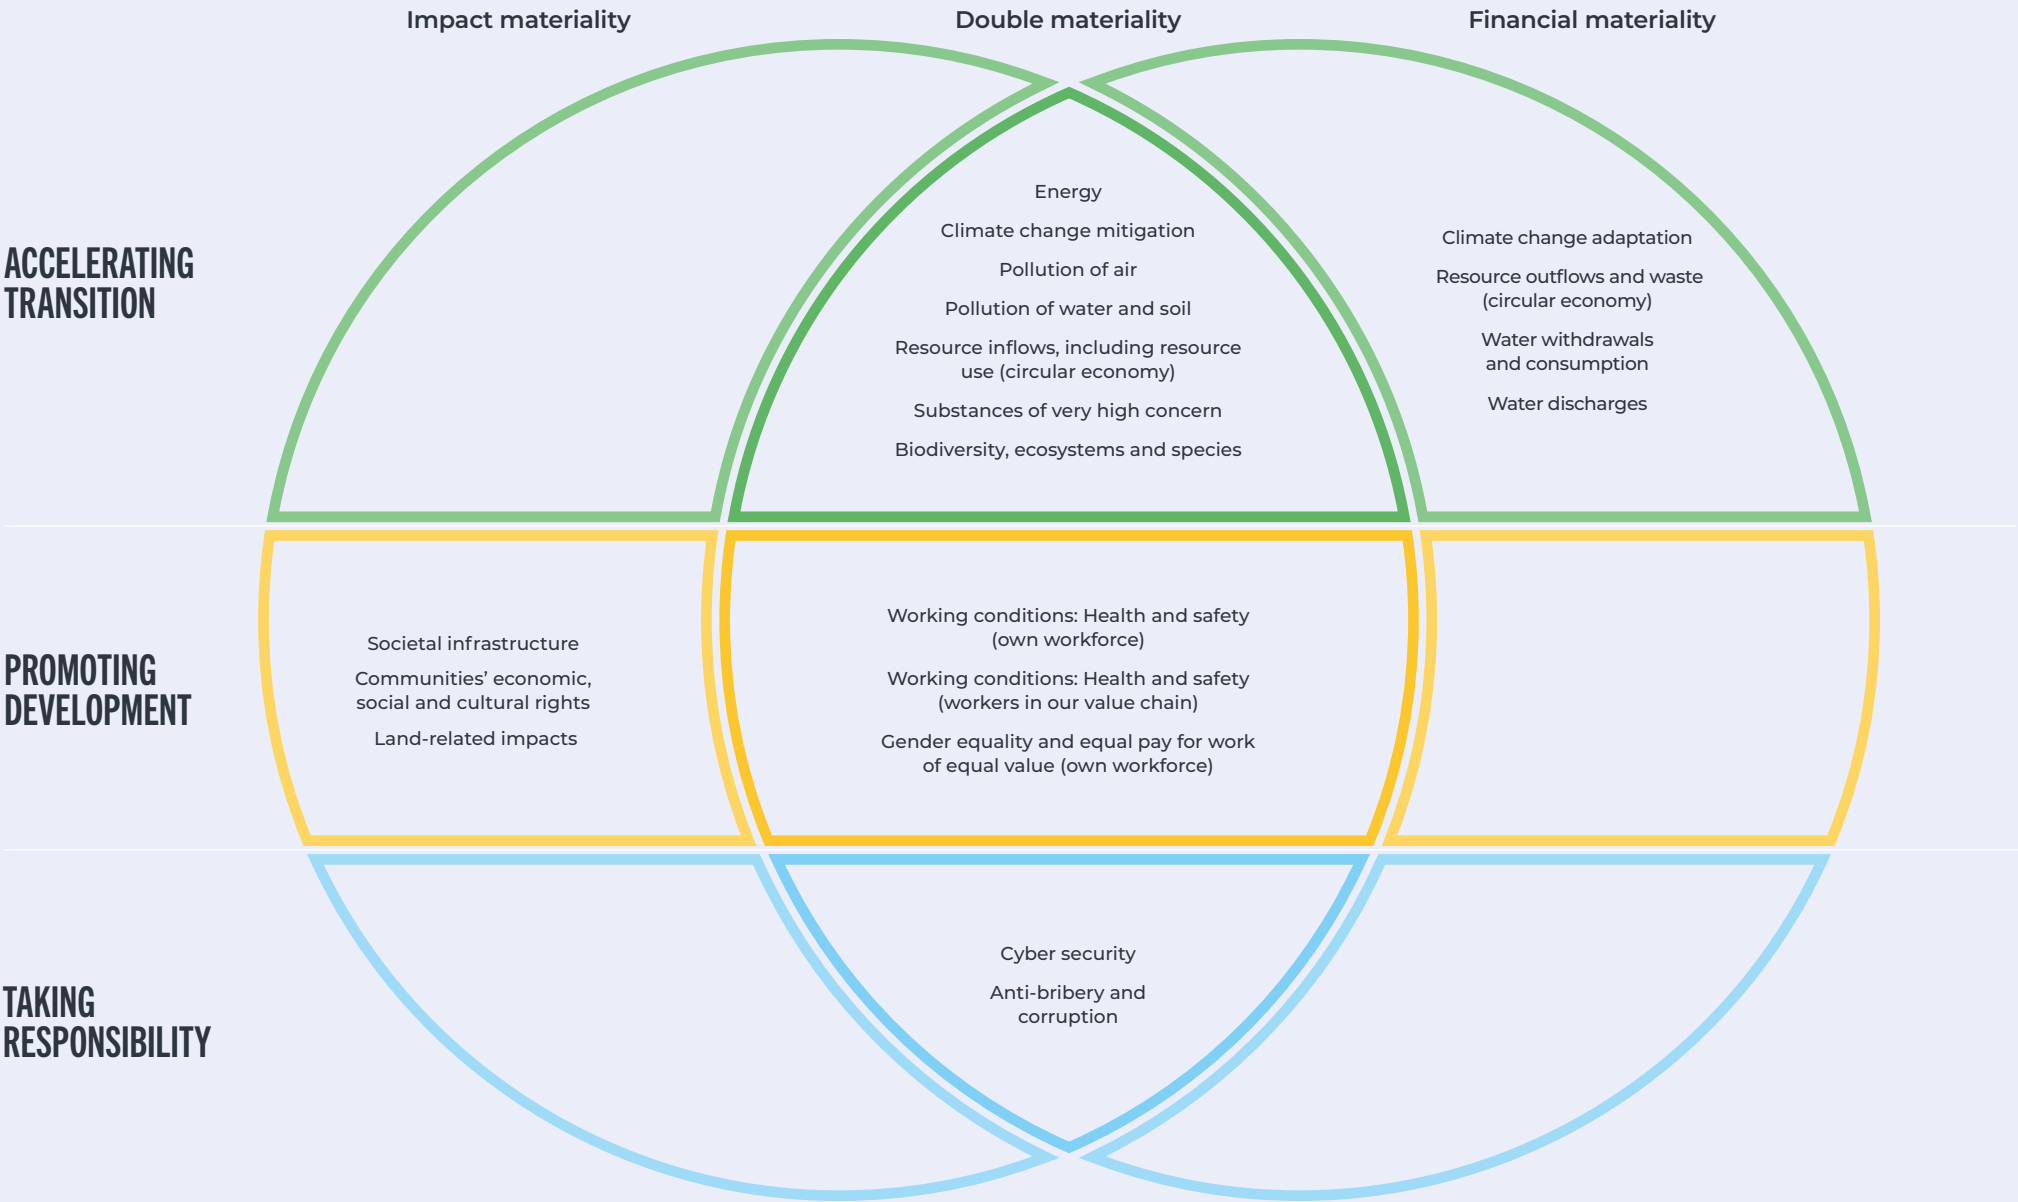 Impact materiality
Double materiality
Financial materiality
ACCELERATING
TRANSITION
Energy
Climate change mitigation
Pollution of air
Pollution of water and soil
Resource inflows, including resource
use (circular economy)
Substances of very high concern
Biodiversity, ecosystems and species
Climate change adaptation
Resource outflows and waste
(circular economy)
Water withdrawals
and consumption
Water discharges
PROMOTING
DEVELOPMENT
Societal infrastructure
Communities’ economic,
social and cultural rights
Land-related impacts
Working conditions: Health and safety
(own workforce)
Working conditions: Health and safety
(workers in our value chain)
Gender equality and equal pay for work
of equal value (own workforce)
TAKING
RESPONSIBILITY
Cyber security
Anti-bribery and
corruption